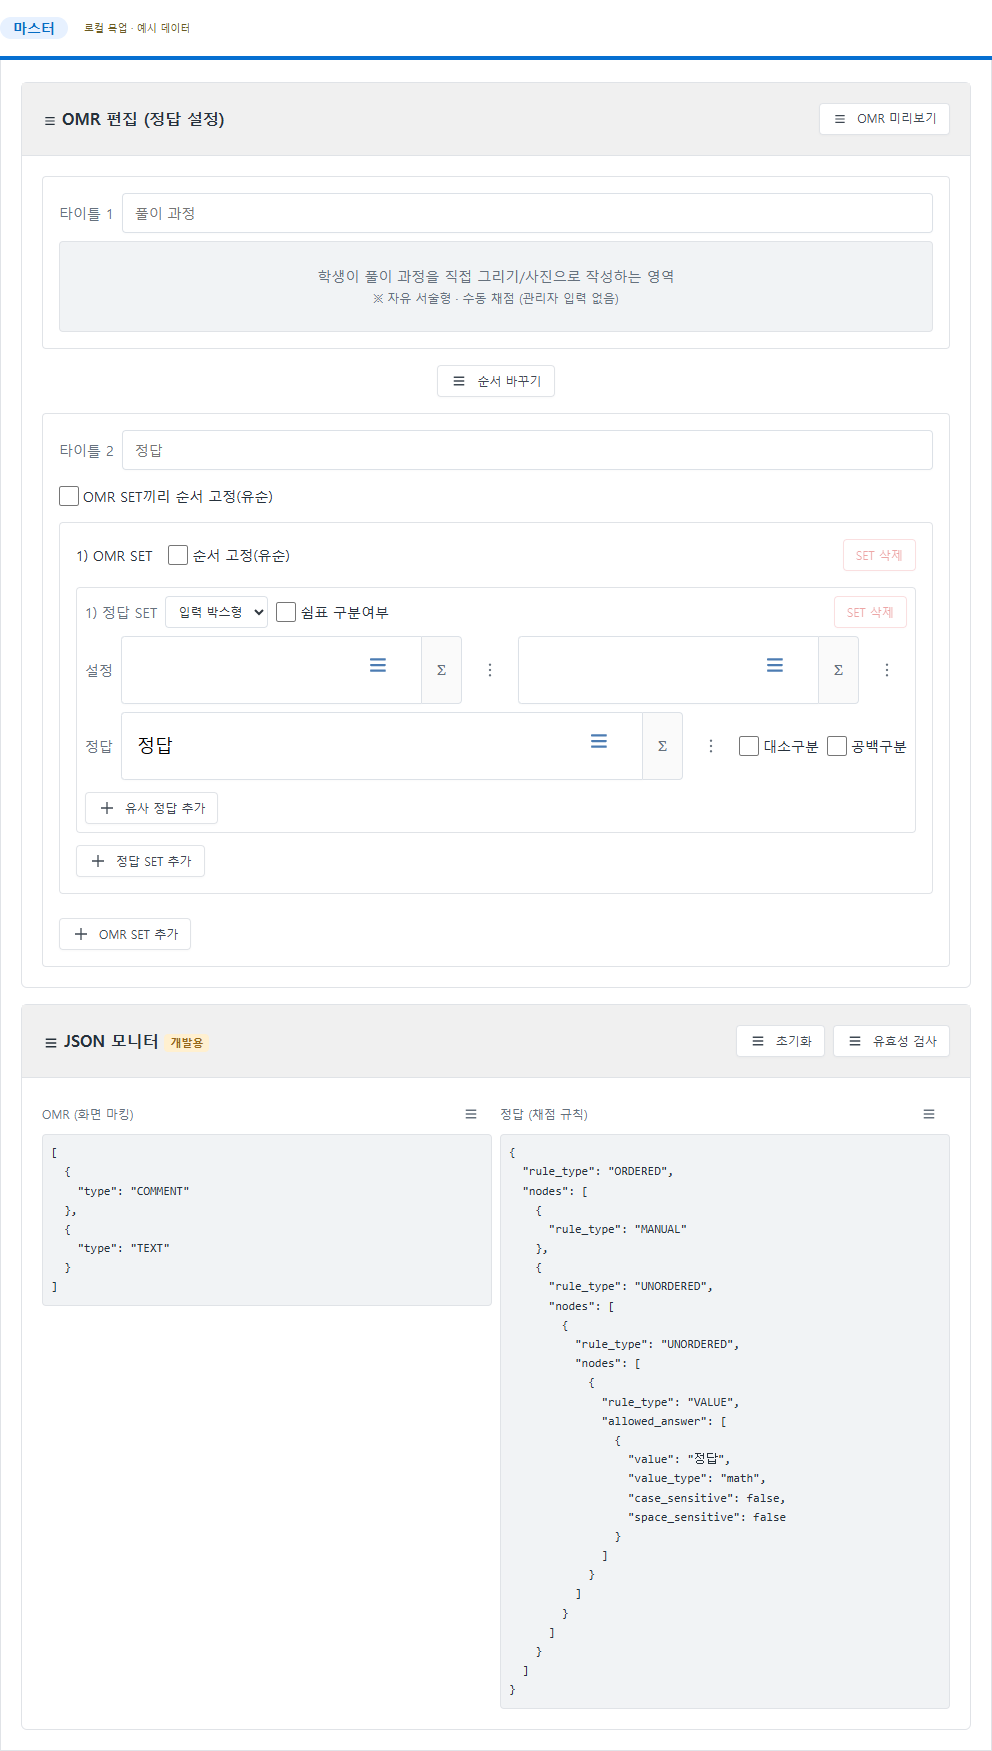 마스터 로컬 목업 · 예시 데이터
OMR 편집 (정답 설정) OMR 미리보기
타이틀 1 풀이 과정
학생이 풀이 과정을 직접 그리기/사진으로 작성하는 영역
※ 자유 서술형 · 수동 채점 (관리자 입력 없음)
순서 바꾸기
타이틀 2 정답
OMR SET끼리 순서 고정(유순)
1) OMR SET 순서 고정(유순) SET 삭제
1) 정답 SET 입력 박스형 쉼표 구분여부 SET 삭제
설정 Σ ⋮ Σ ⋮
정답 정답 Σ ⋮ 대소구분 공백구분
+ 유사 정답 추가
+ 정답 SET 추가
+ OMR SET 추가
JSON 모니터 개발용 초기화 유효성 검사
OMR (화면 마킹)
[
  {
    "type": "COMMENT"
  },
  {
    "type": "TEXT"
  }
]
정답 (채점 규칙)
{
  "rule_type": "ORDERED",
  "nodes": [
    {
      "rule_type": "MANUAL"
    },
    {
      "rule_type": "UNORDERED",
      "nodes": [
        {
          "rule_type": "UNORDERED",
          "nodes": [
            {
              "rule_type": "VALUE",
              "allowed_answer": [
                {
                  "value": "정답",
                  "value_type": "math",
                  "case_sensitive": false,
                  "space_sensitive": false
                }
              ]
            }
          ]
        }
      ]
    }
  ]
}